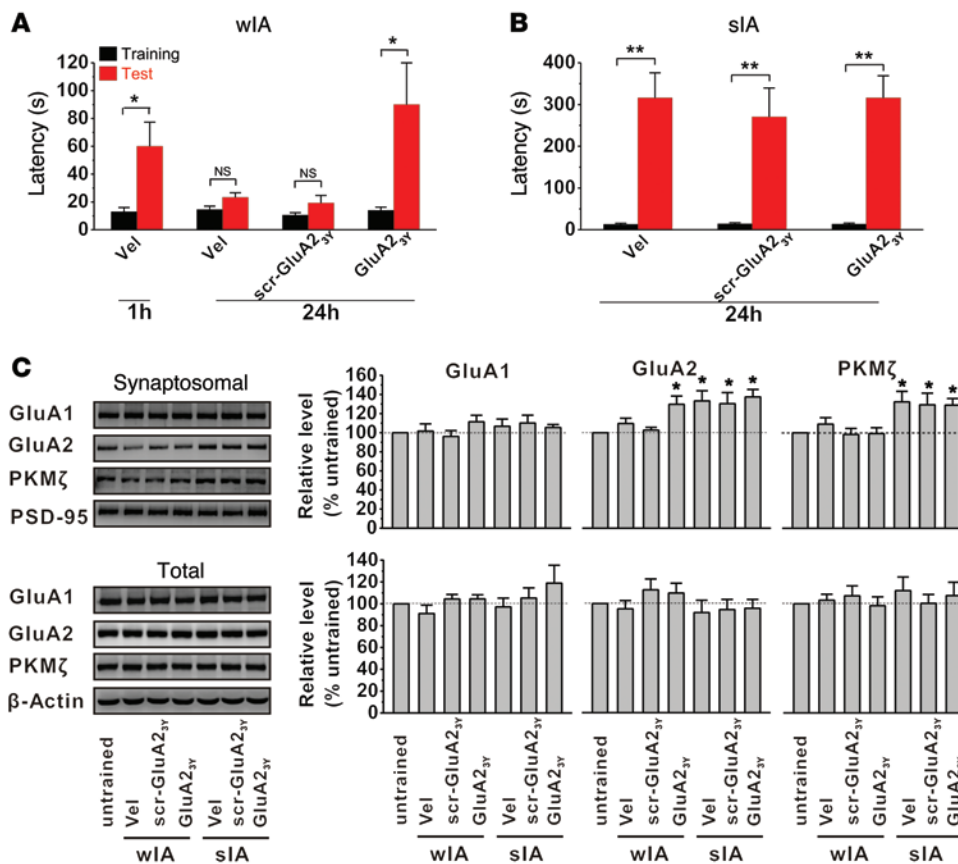 A
wIA
Training
Test
Latency (s)
120
100
80
60
40
20
0
*
NS
NS
*
Vel
Vel
scr-GluA2₃Y
GluA2₃Y
1h
24h
B
sIA
Latency (s)
400
300
200
100
0
**
**
**
Vel
scr-GluA2₃Y
GluA2₃Y
24h
C
Synaptosomal
GluA1
GluA2
PKMζ
PSD-95
Total
GluA1
GluA2
PKMζ
β-Actin
untrained
Vel
scr-GluA2₃Y
GluA2₃Y
Vel
scr-GluA2₃Y
GluA2₃Y
wIA
sIA
GluA1
GluA2
PKMζ
Relative level
(% untrained)
160
140
120
100
80
60
40
20
0
* * * *
* * *
Relative level
(% untrained)
140
120
100
80
60
40
20
0
untrained
Vel
scr-GluA2₃Y
GluA2₃Y
Vel
scr-GluA2₃Y
GluA2₃Y
wIA
sIA
untrained
Vel
scr-GluA2₃Y
GluA2₃Y
Vel
scr-GluA2₃Y
GluA2₃Y
wIA
sIA
untrained
Vel
scr-GluA2₃Y
GluA2₃Y
Vel
scr-GluA2₃Y
GluA2₃Y
wIA
sIA